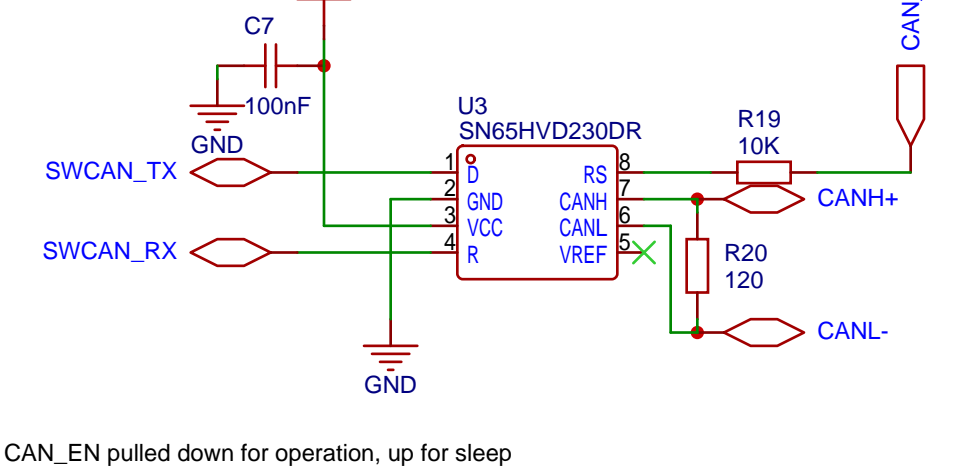 C7
100nF
GND
CAN_
U3
SN65HVD230DR
R19
10K
SWCAN_TX
1
D
RS
8
2
GND
CANH
7
CANH+
3
VCC
CANL
6
SWCAN_RX
4
R
VREF
5
R20
120
CANL-
GND
CAN_EN pulled down for operation, up for sleep